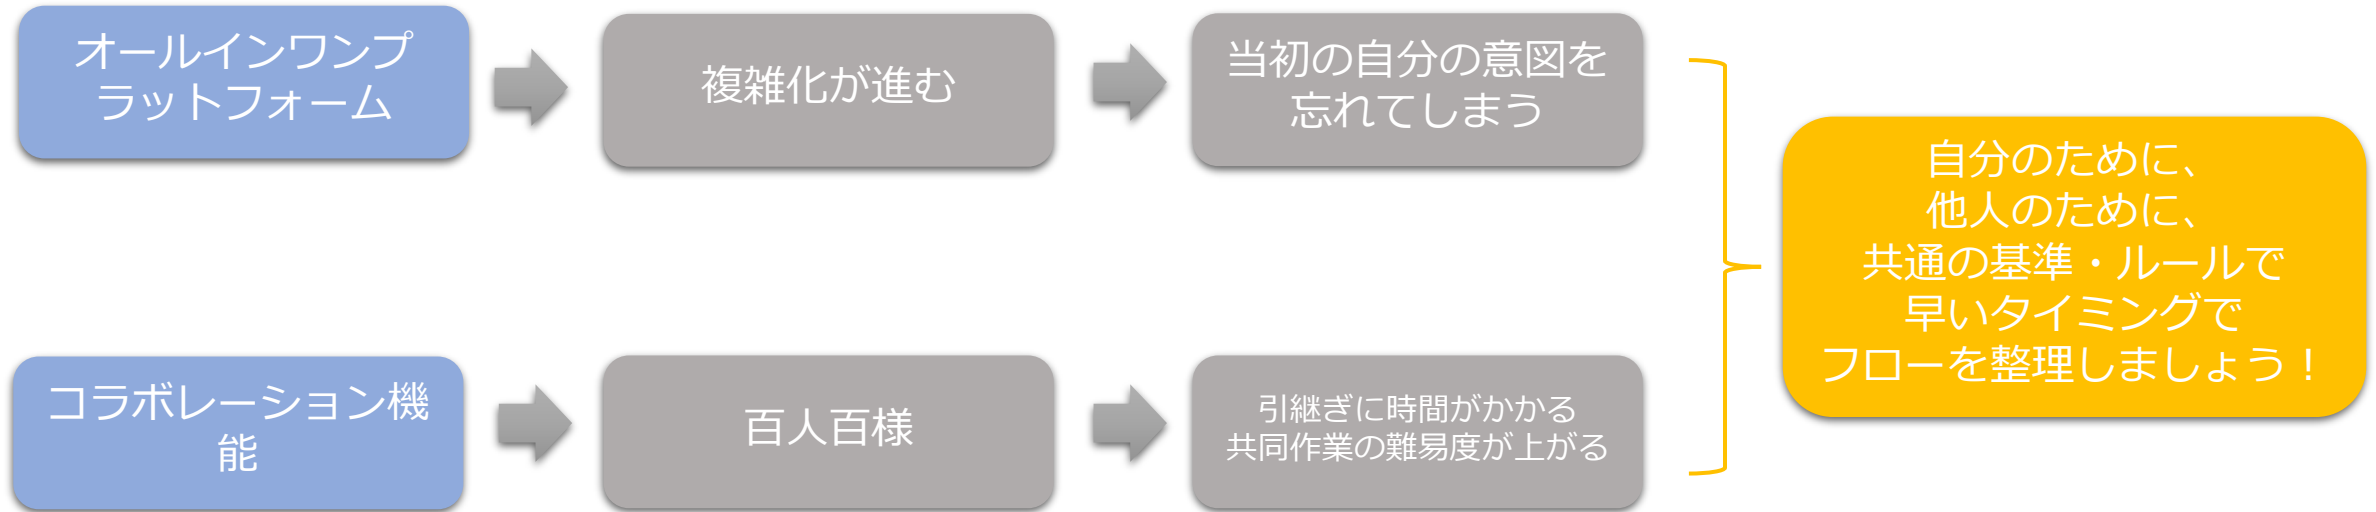 オールインワンプ
ラットフォーム
複雑化が進む
当初の自分の意図を
忘れてしまう
コラボレーション機
能
百人百様
引継ぎに時間がかかる
共同作業の難易度が上がる
自分のために、
他人のために、
共通の基準・ルールで
早いタイミングで
フローを整理しましょう！